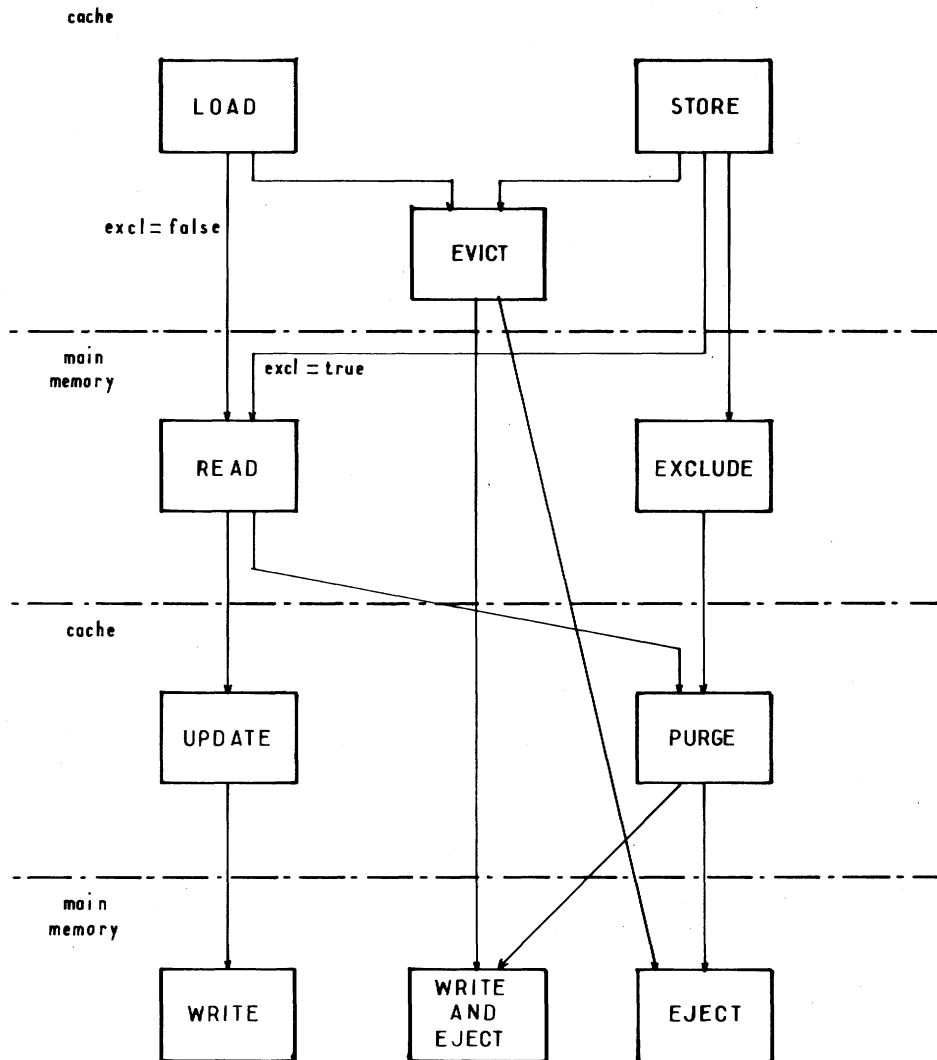 cache
LOAD
STORE
excl=false
EVICT
main
memory
excl=true
READ
EXCLUDE
cache
UPDATE
PURGE
main
memory
WRITE
WRITE
AND
EJECT
EJECT